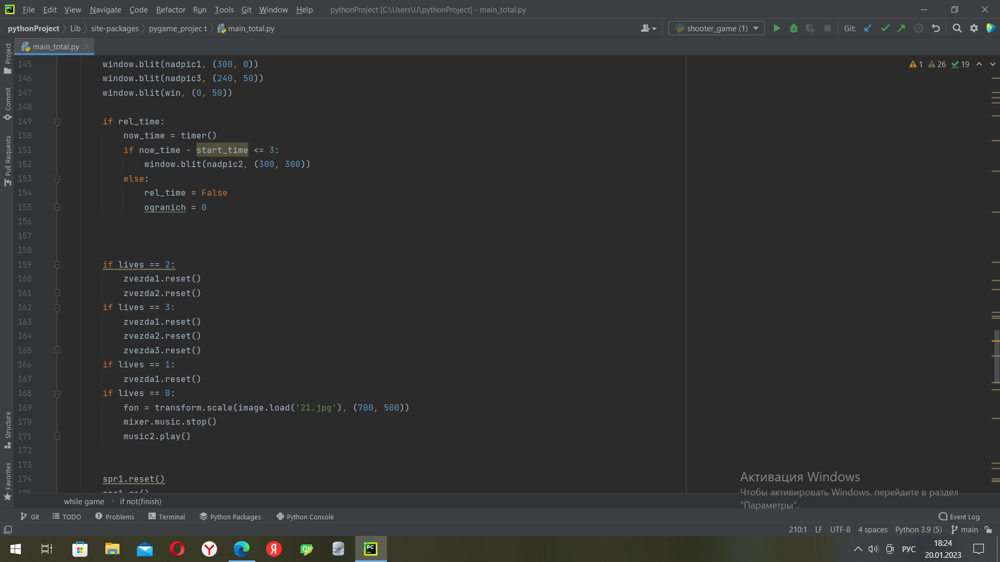 File Edit View Navigate Code Refactor Run Tools Git Window Help pythonProject [C:\Users\U\pythonProject] - main_total.py
pythonProject Lib site-packages pygame_projec t main_total.py shooter_game (1) Git:
main_total.py
Project
Commit
Pull Requests
Structure
Favorites
1 26 19
145 window.blit(nadpic1, (300, 0))
146 window.blit(nadpic3, (240, 50))
147 window.blit(win, (0, 50))
148
149 if rel_time:
150 now_time = timer()
151 if now_time - start_time <= 3:
152 window.blit(nadpic2, (300, 300))
153 else:
154 rel_time = False
155 ogranich = 0
156
157
158
159 if lives == 2:
160 zvezda1.reset()
161 zvezda2.reset()
162 if lives == 3:
163 zvezda1.reset()
164 zvezda2.reset()
165 zvezda3.reset()
166 if lives == 1:
167 zvezda1.reset()
168 if lives == 0:
169 fon = transform.scale(image.load('21.jpg'), (700, 500))
170 mixer.music.stop()
171 music2.play()
172
173
174 spr1.reset()
175 spr1.go()
Активация Windows
Чтобы активировать Windows, перейдите в раздел
"Параметры".
while game if not(finish)
Git TODO Problems Terminal Python Packages Python Console Event Log
210:1 LF UTF-8 4 spaces Python 3.9 (5) main
РУС
18:24
20.01.2023